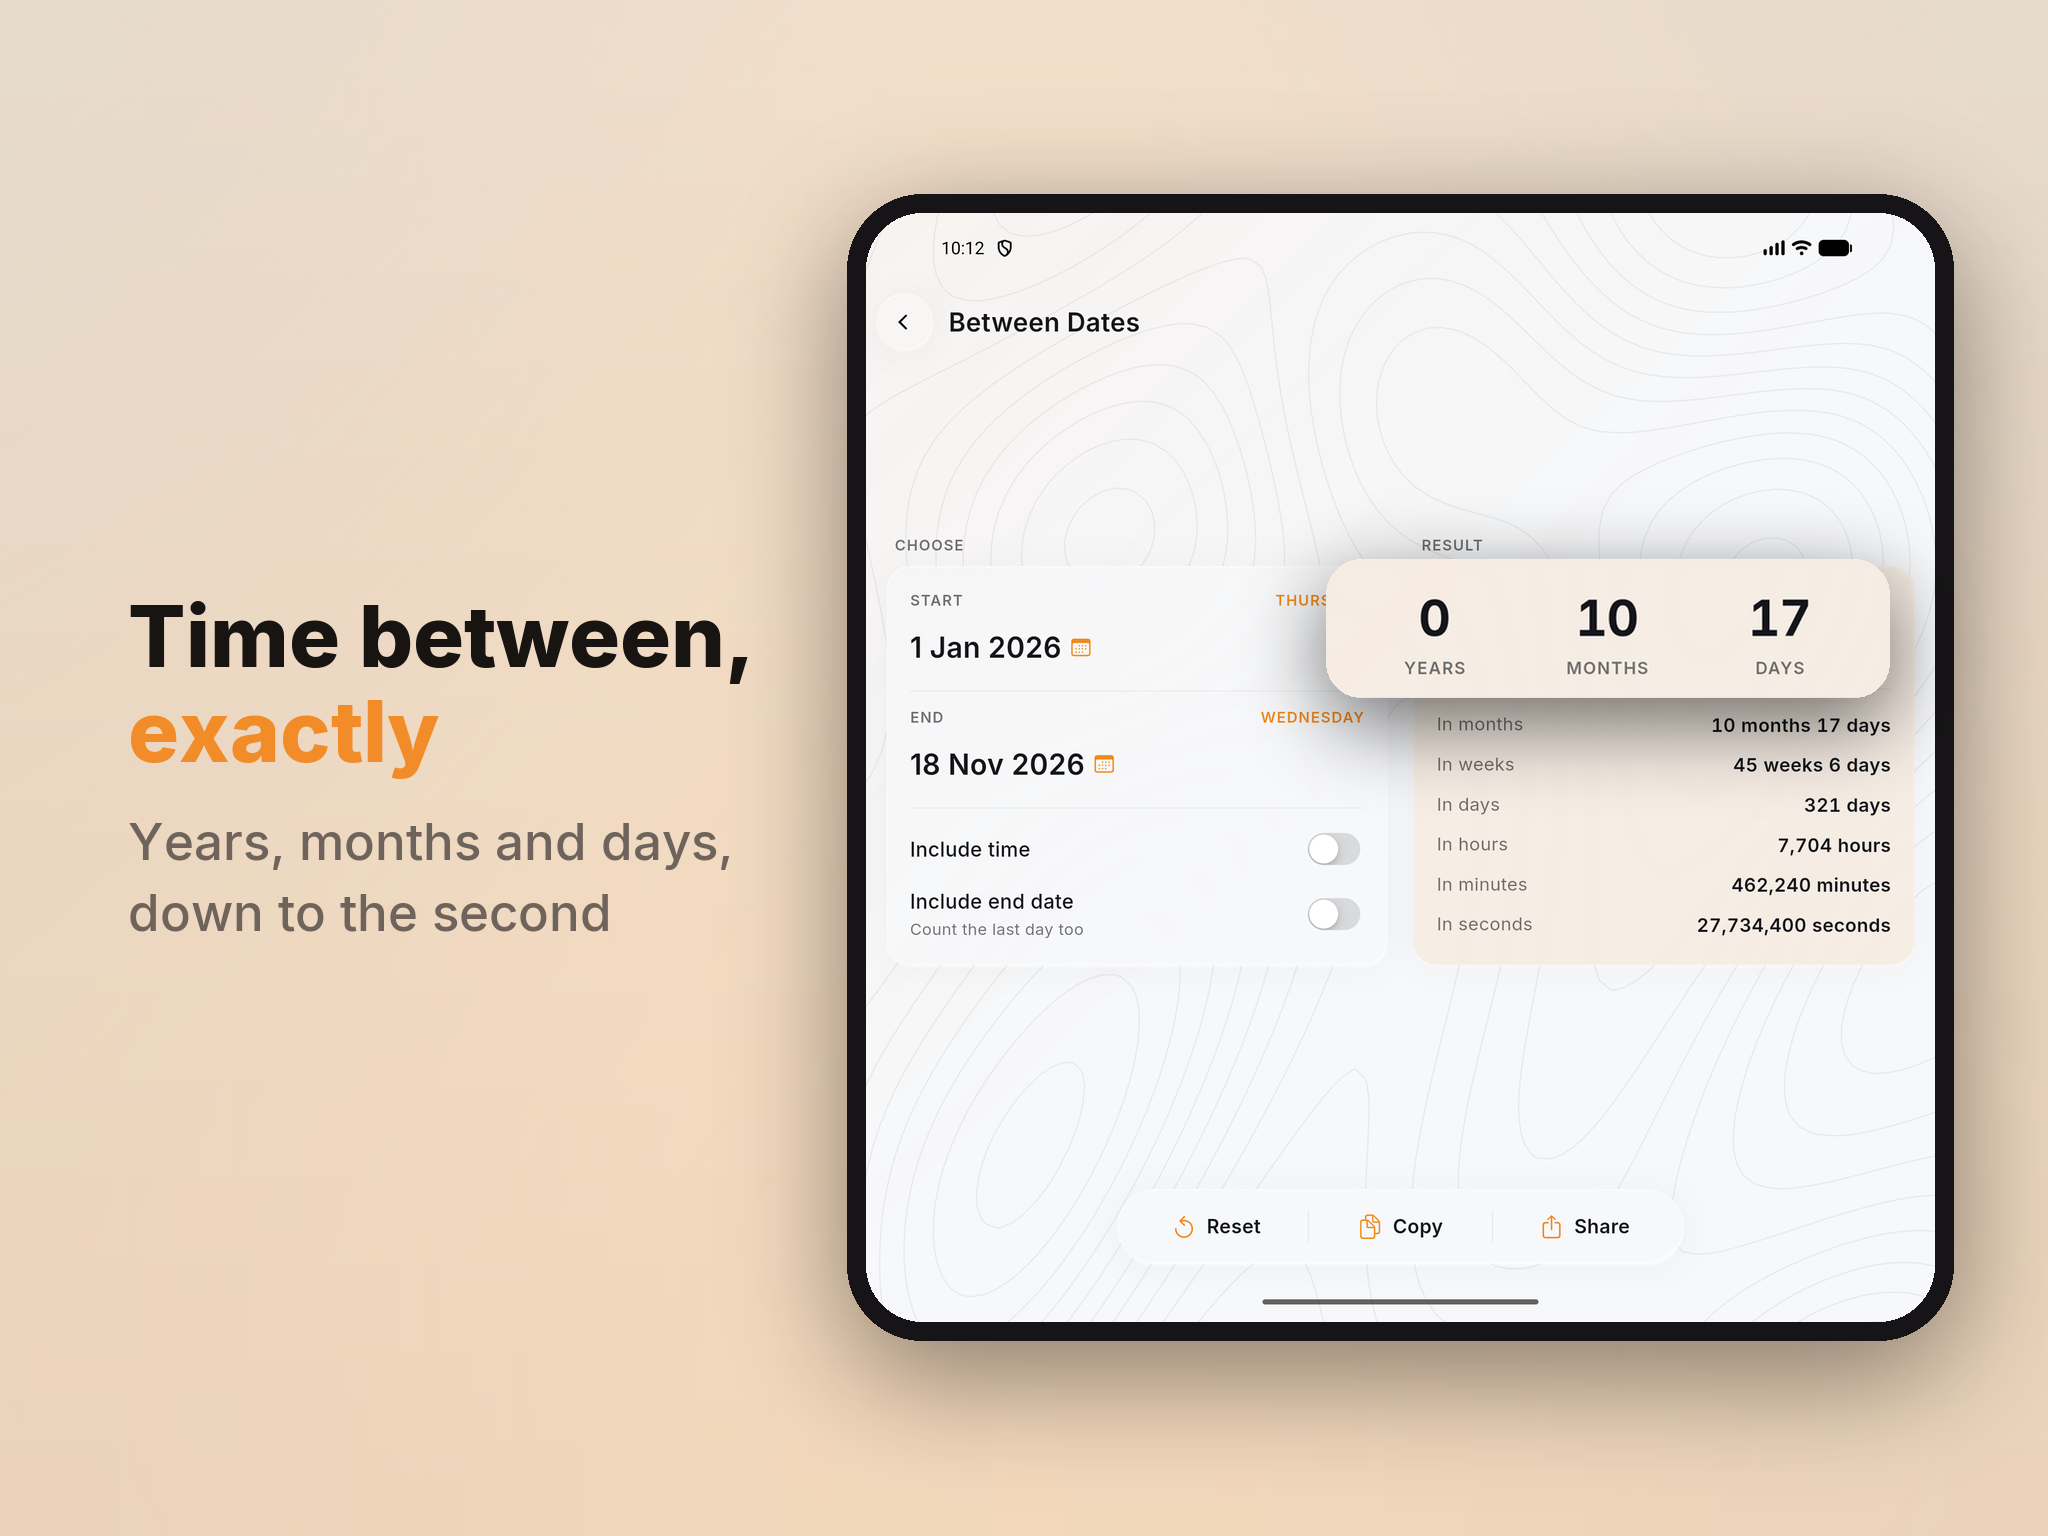 Time between,
exactly
Years, months and days,
down to the second
10:12
Between Dates
CHOOSE
START
1 Jan 2026
END WEDNESDAY
18 Nov 2026
Include time
Include end date
Count the last day too
RESULT
0 10 17
YEARS MONTHS DAYS
In months 10 months 17 days
In weeks 45 weeks 6 days
In days 321 days
In hours 7,704 hours
In minutes 462,240 minutes
In seconds 27,734,400 seconds
Reset Copy Share